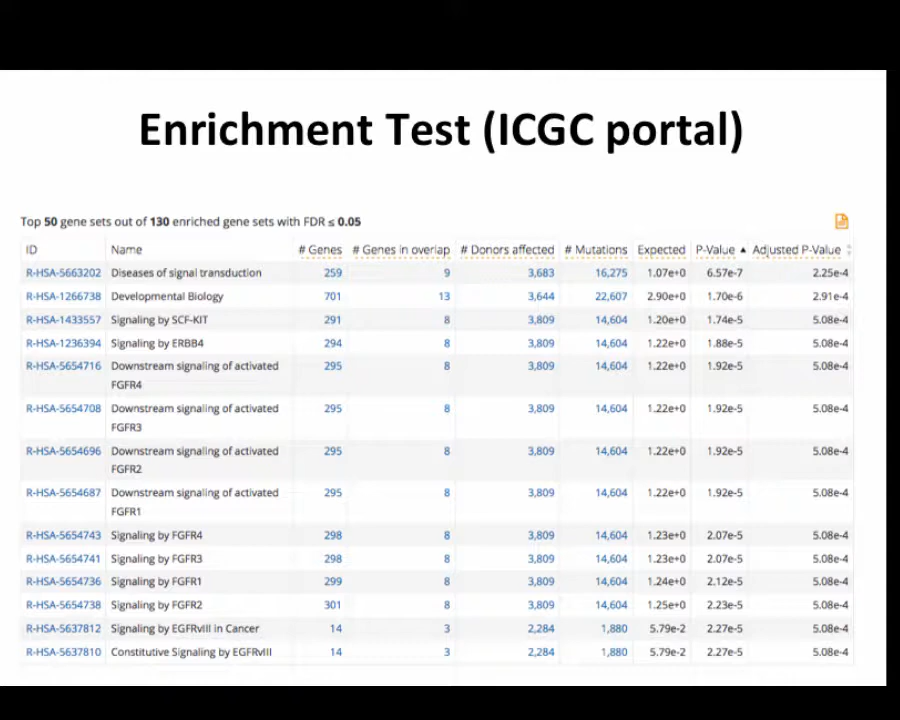 Enrichment Test (ICGC portal)
Top 50 gene sets out of 130 enriched gene sets with FDR ≤ 0.05
ID Name # Genes # Genes in overlap # Donors affected # Mutations Expected P-Value Adjusted P-Value
R-HSA-5663202 Diseases of signal transduction 259 9 3,683 16,275 1.07e+0 6.57e-7 2.25e-4
R-HSA-1266738 Developmental Biology 701 13 3,644 22,607 2.90e+0 1.70e-6 2.91e-4
R-HSA-1433557 Signaling by SCF-KIT 291 8 3,809 14,604 1.20e+0 1.74e-5 5.08e-4
R-HSA-1236394 Signaling by ERBB4 294 8 3,809 14,604 1.22e+0 1.88e-5 5.08e-4
R-HSA-5654716 Downstream signaling of activated 295 8 3,809 14,604 1.22e+0 1.92e-5 5.08e-4
FGFR4
R-HSA-5654708 Downstream signaling of activated 295 8 3,809 14,604 1.22e+0 1.92e-5 5.08e-4
FGFR3
R-HSA-5654696 Downstream signaling of activated 295 8 3,809 14,604 1.22e+0 1.92e-5 5.08e-4
FGFR2
R-HSA-5654687 Downstream signaling of activated 295 8 3,809 14,604 1.22e+0 1.92e-5 5.08e-4
FGFR1
R-HSA-5654743 Signaling by FGFR4 298 8 3,809 14,604 1.23e+0 2.07e-5 5.08e-4
R-HSA-5654741 Signaling by FGFR3 298 8 3,809 14,604 1.23e+0 2.07e-5 5.08e-4
R-HSA-5654736 Signaling by FGFR1 299 8 3,809 14,604 1.24e+0 2.12e-5 5.08e-4
R-HSA-5654738 Signaling by FGFR2 301 8 3,809 14,604 1.25e+0 2.23e-5 5.08e-4
R-HSA-5637812 Signaling by EGFRvIII in Cancer 14 3 2,284 1,880 5.79e-2 2.27e-5 5.08e-4
R-HSA-5637810 Constitutive Signaling by EGFRvIII 14 3 2,284 1,880 5.79e-2 2.27e-5 5.08e-4